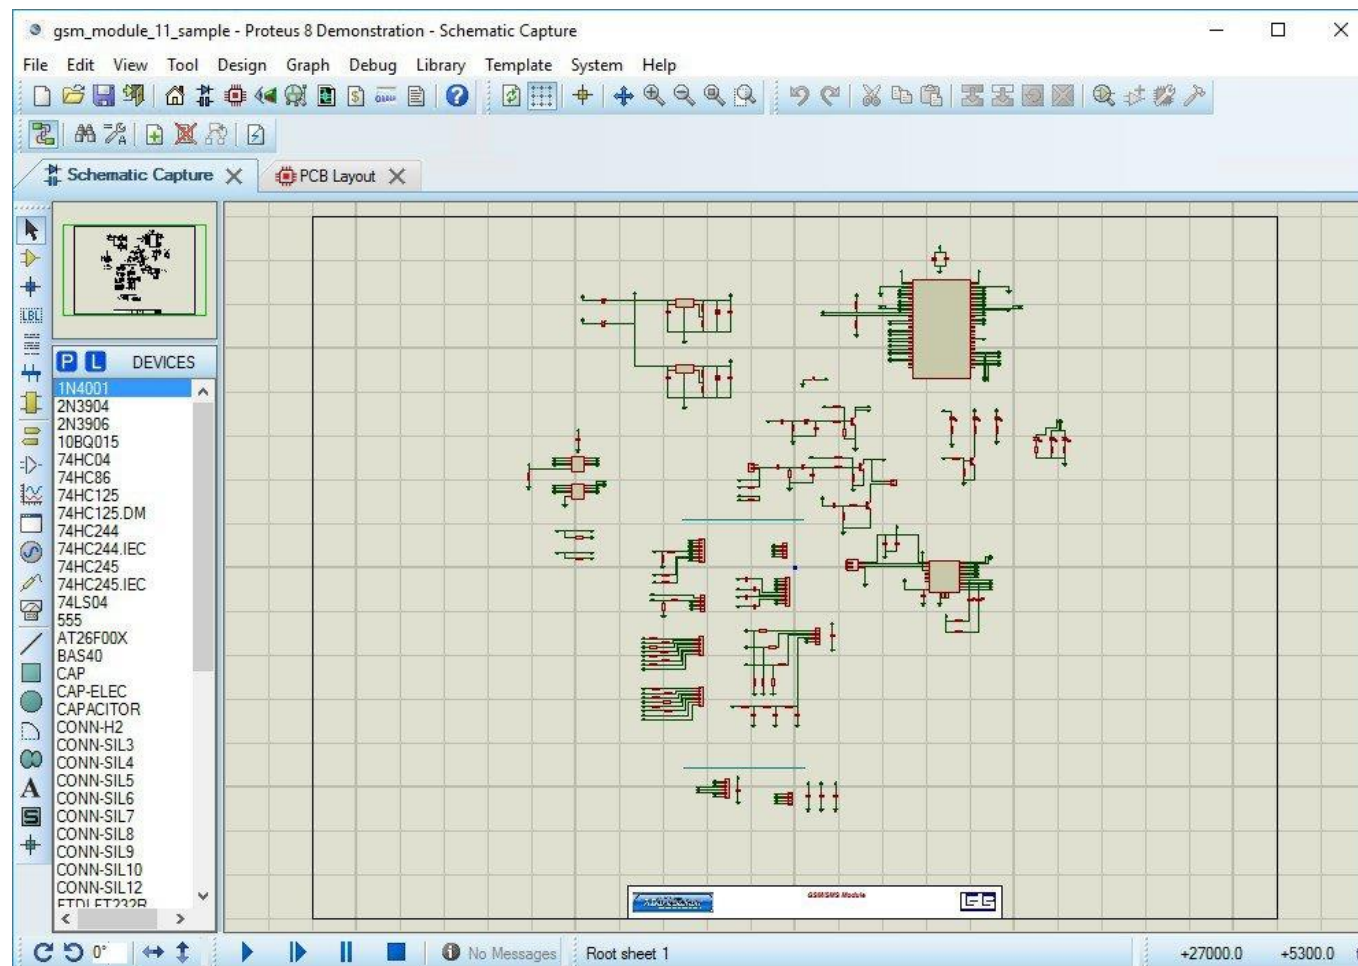 gsm_module_11_sample - Proteus 8 Demonstration - Schematic Capture
File Edit View Tool Design Graph Debug Library Template System Help
Schematic Capture PCB Layout
LBL
P L DEVICES
1N4001
2N3904
2N3906
10BQ015
74HC04
74HC86
74HC125
74HC125.DM
74HC244
74HC244.IEC
74HC245
74HC245.IEC
74LS04
555
AT26F00X
BAS40
CAP
CAP-ELEC
CAPACITOR
CONN-H2
CONN-SIL3
CONN-SIL4
CONN-SIL5
CONN-SIL6
CONN-SIL7
CONN-SIL8
CONN-SIL9
CONN-SIL10
CONN-SIL12
FTDI FT232R
A
S
GSM/SMS Module
0° No Messages Root sheet 1 +27000.0 +5300.0